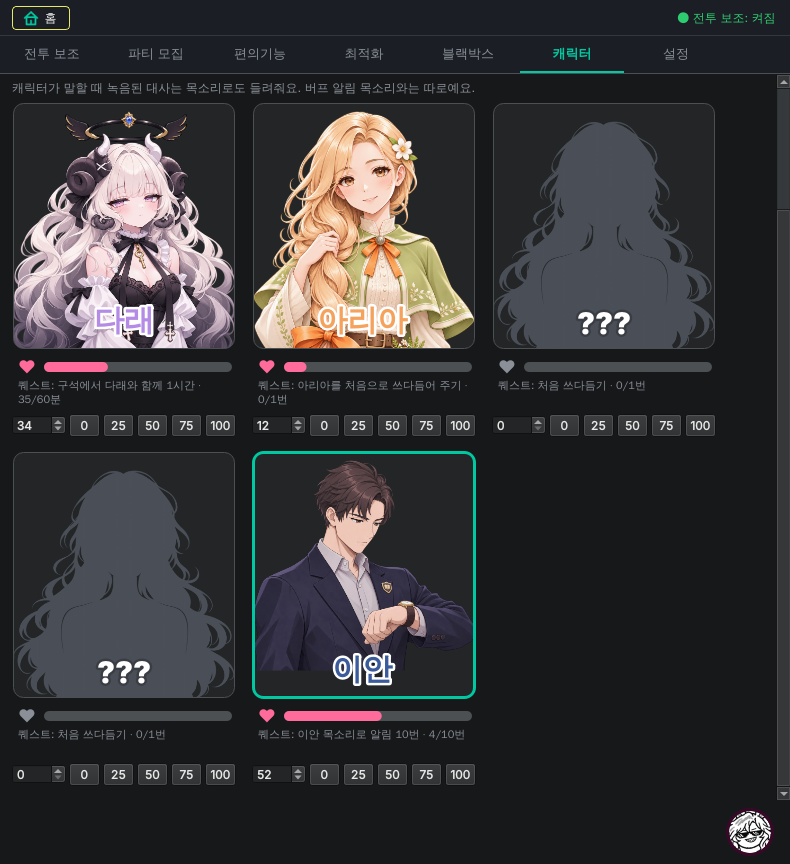 홈
전투 보조: 켜짐
전투 보조 파티 모집 편의기능 최적화 블랙박스 캐릭터 설정
캐릭터가 말할 때 녹음된 대사는 목소리로도 들려줘요. 버프 알림 목소리와는 따로예요.
다래 아리아 ???
퀘스트: 구석에서 다래와 함께 1시간 ·
35/60분
퀘스트: 아리아를 처음으로 쓰다듬어 주기 ·
0/1번
퀘스트: 처음 쓰다듬기 · 0/1번
34 0 25 50 75 100 12 0 25 50 75 100 0 0 25 50 75 100
??? 이안
퀘스트: 처음 쓰다듬기 · 0/1번
퀘스트: 이안 목소리로 알림 10번 · 4/10번
0 0 25 50 75 100 52 0 25 50 75 100